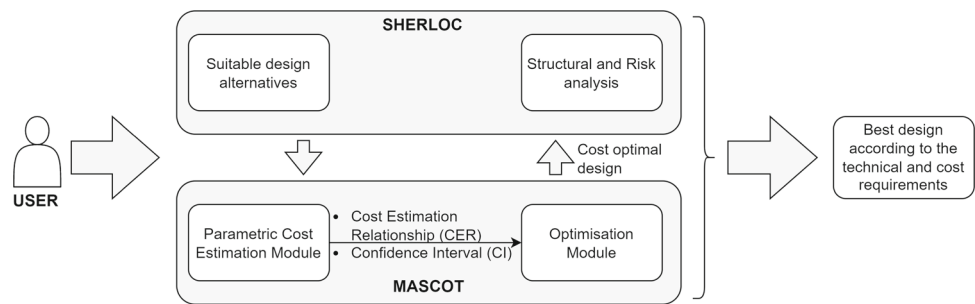 SHERLOC
Suitable design
alternatives
Structural and Risk
analysis
USER
Cost optimal
design
Parametric Cost
Estimation Module
• Cost Estimation
Relationship (CER)
• Confidence Interval (CI)
Optimisation
Module
MASCOT
Best design
according to the
technical and cost
requirements